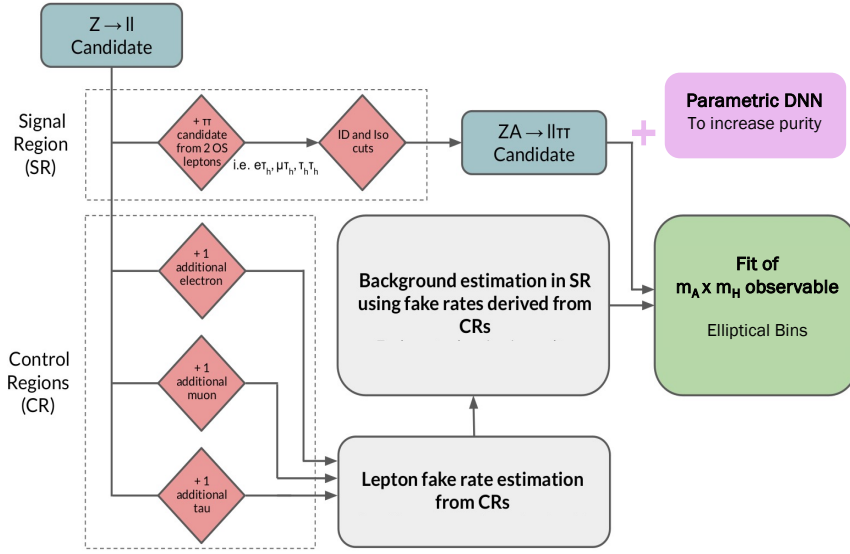 Z → ll
Candidate
Signal
Region
(SR)
+ ττ
candidate
from 2 OS
leptons
i.e. eτh, μτh, τhτh
ID and Iso
cuts
ZA → llττ
Candidate
+
Parametric DNN
To increase purity
Control
Regions
(CR)
+ 1
additional
electron
+ 1
additional
muon
+ 1
additional
tau
Background estimation in SR
using fake rates derived from
CRs
Lepton fake rate estimation
from CRs
Fit of
mA x mH observable
Elliptical Bins